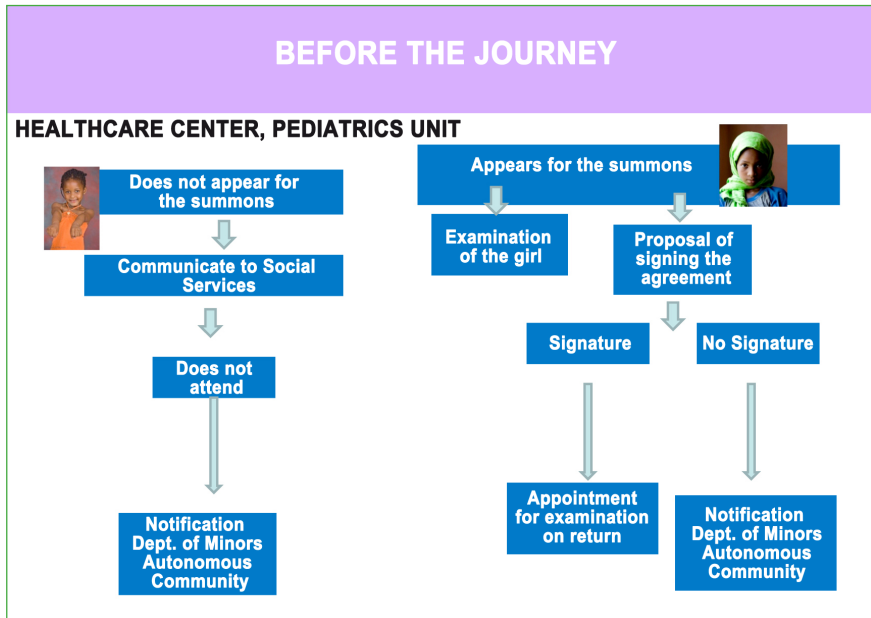 BEFORE THE JOURNEY
HEALTHCARE CENTER, PEDIATRICS UNIT
Does not appear for
the summons
Communicate to Social
Services
Does not
attend
Notification
Dept. of Minors
Autonomous
Community
Appears for the summons
Examination
of the girl
Proposal of
signing the
agreement
Signature
No Signature
Appointment
for examination
on return
Notification
Dept. of Minors
Autonomous
Community